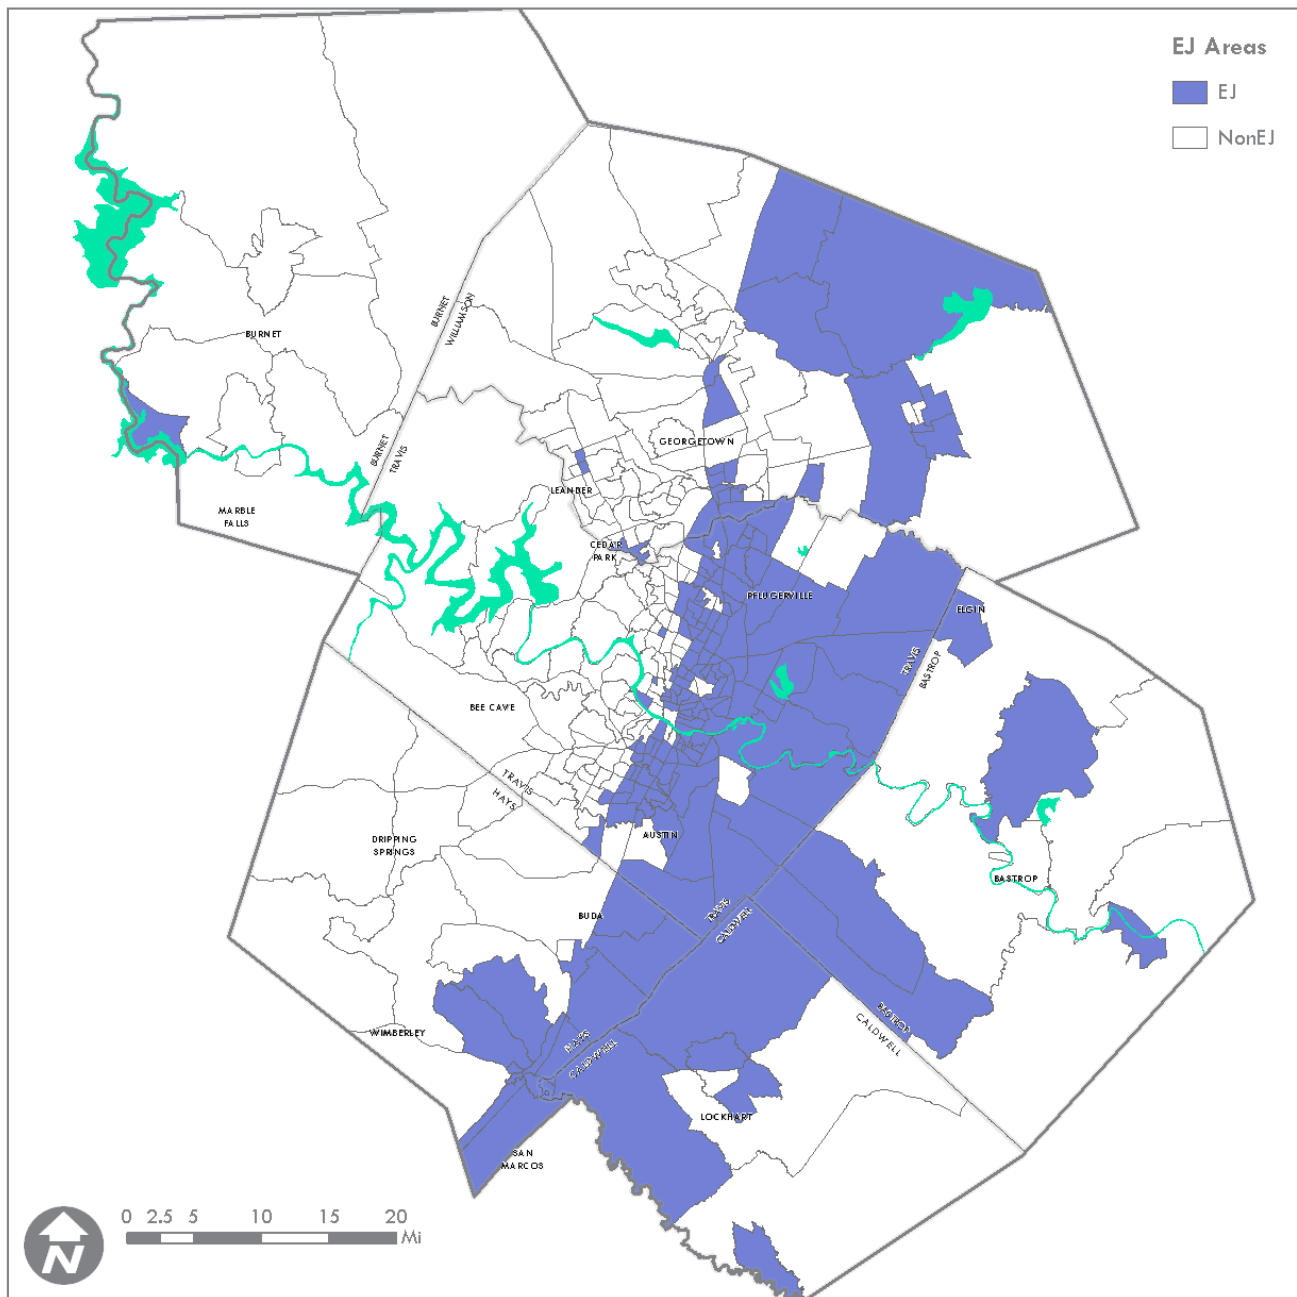 EJ Areas
EJ
NonEJ
BURNET
WILLIAMSON
BURNET
BURNET
TRAVIS
GEORGETOWN
LEANDER
MARBLE
FALLS
CEDAR
PARK
PFLUGERVILLE
ELGIN
TRAVIS
BASTROP
BEE CAVE
TRAVIS
HAYS
DRIPPING
SPRINGS
AUSTIN
BASTROP
BUDA
TRAVIS
CALDWELL
BASTROP
CALDWELL
WIMBERLEY
HAYS
CALDWELL
LOCKHART
SAN
MARCOS
0 2.5 5 10 15 20
Mi
N